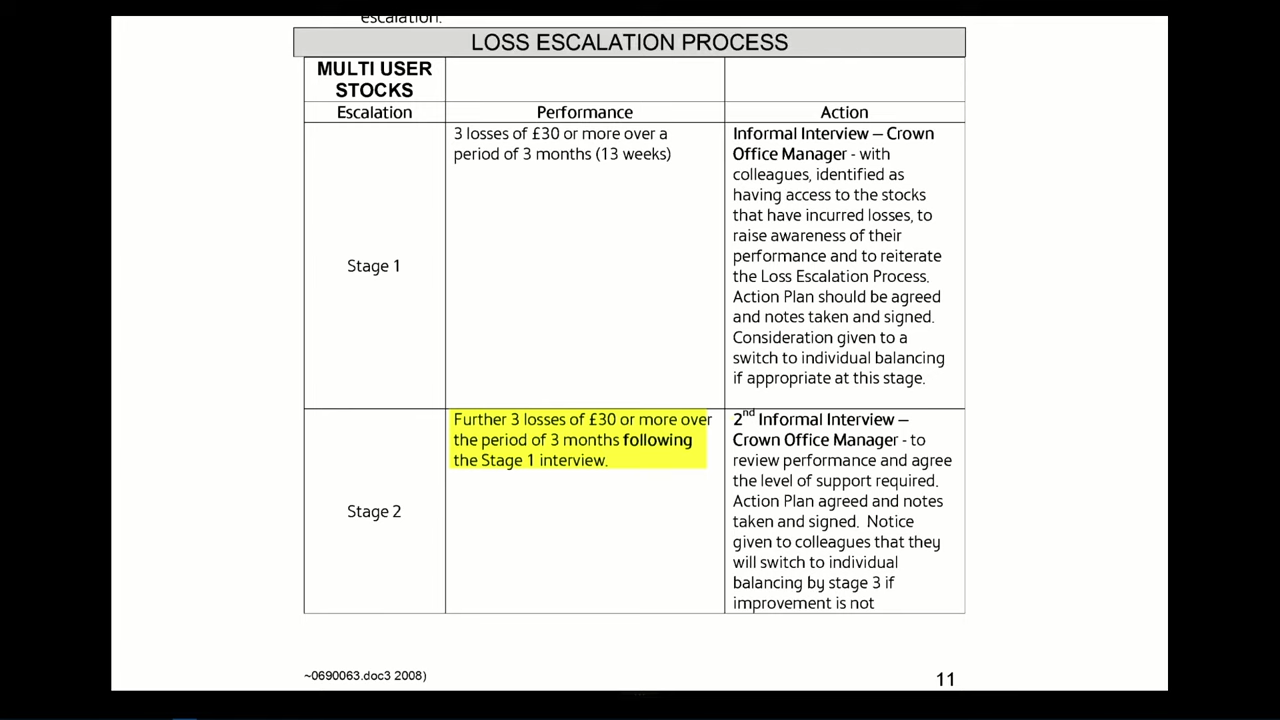 escalation.
LOSS ESCALATION PROCESS
MULTI USER
STOCKS
Escalation Performance Action
Stage 1
3 losses of £30 or more over a
period of 3 months (13 weeks)
Informal Interview – Crown
Office Manager - with
colleagues, identified as
having access to the stocks
that have incurred losses, to
raise awareness of their
performance and to reiterate
the Loss Escalation Process.
Action Plan should be agreed
and notes taken and signed.
Consideration given to a
switch to individual balancing
if appropriate at this stage.
Stage 2
Further 3 losses of £30 or more over
the period of 3 months following
the Stage 1 interview.
2nd Informal Interview –
Crown Office Manager - to
review performance and agree
the level of support required.
Action Plan agreed and notes
taken and signed. Notice
given to colleagues that they
will switch to individual
balancing by stage 3 if
improvement is not
~0690063.doc3 2008)
11